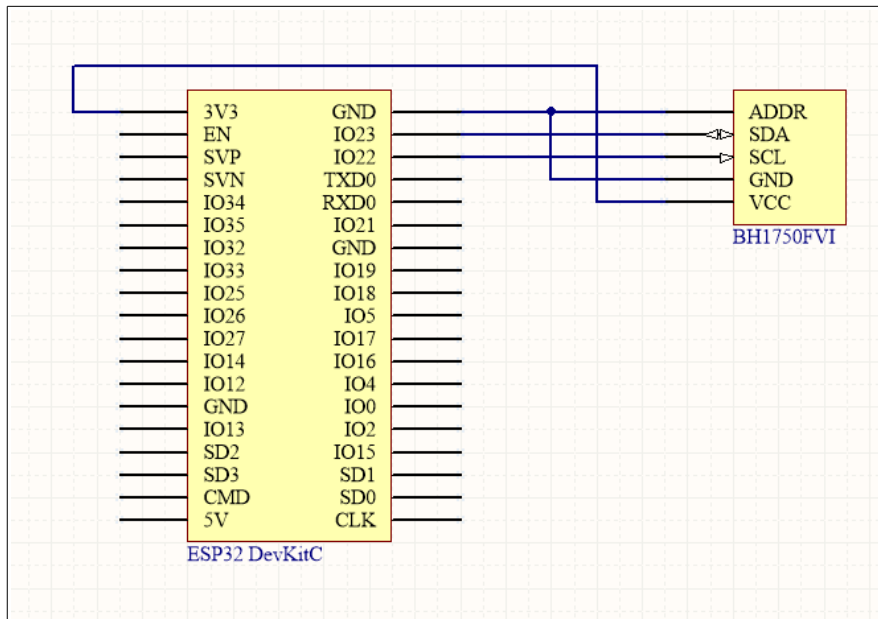 3V3 GND
EN IO23
SVP IO22
SVN TXD0
IO34 RXD0
IO35 IO21
IO32 GND
IO33 IO19
IO25 IO18
IO26 IO5
IO27 IO17
IO14 IO16
IO12 IO4
GND IO0
IO13 IO2
SD2 IO15
SD3 SD1
CMD SD0
5V CLK
ESP32 DevKitC
ADDR
SDA
SCL
GND
VCC
BH1750FVI